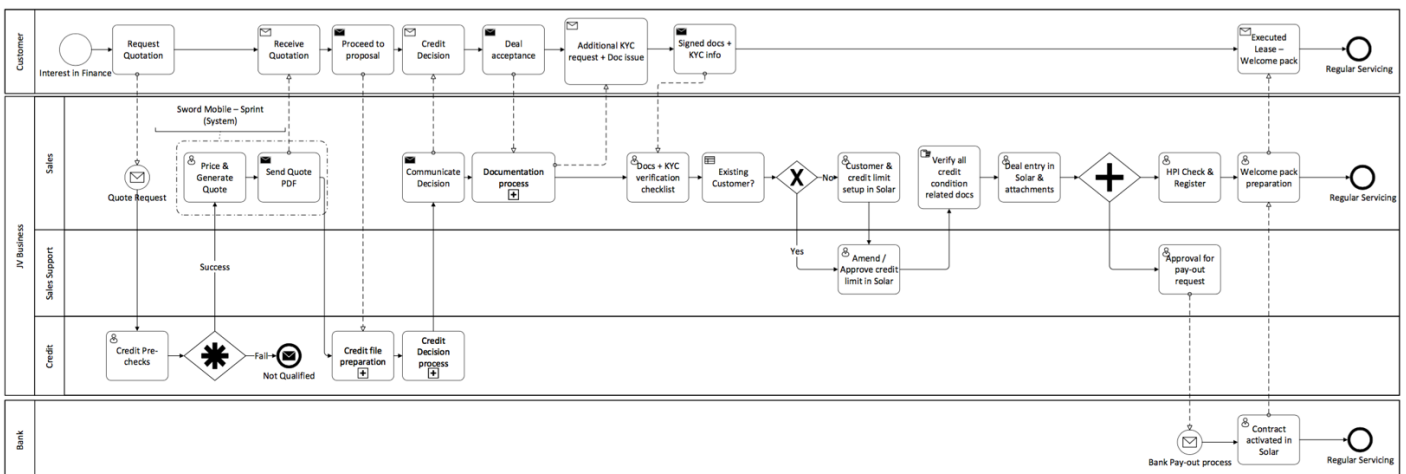 Customer
Interest in Finance
Request
Quotation
Receive
Quotation
Proceed to
proposal
Credit
Decision
Deal
acceptance
Additional KYC
request + Doc issue
Signed docs +
KYC info
Executed
Lease –
Welcome pack
Regular Servicing
JV Business
Sales
Sword Mobile – Sprint
(System)
Quote Request
Price &
Generate
Quote
Send Quote
PDF
Communicate
Decision
Documentation
process
Docs + KYC
verification
checklist
Existing
Customer?
X
No
Yes
Customer &
credit limit
setup in Solar
Verify all
credit
condition
related docs
Deal entry in
Solar &
attachments
HPI Check &
Register
Welcome pack
preparation
Regular Servicing
Sales Support
Success
Amend /
Approve credit
limit in Solar
Approval for
pay-out
request
Credit
Credit Pre-
checks
Fail
Not Qualified
Credit file
preparation
Credit
Decision
process
Bank
Bank Pay-out process
Contract
activated in
Solar
Regular Servicing